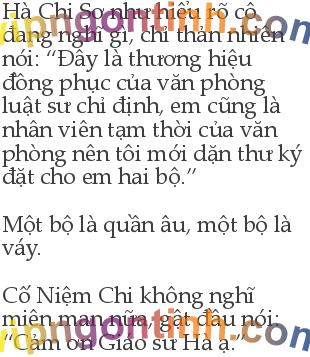 Hà Chi Sơ như hiểu rõ cô
đang nghĩ gì, chỉ thản nhiên
nói: “Đây là thương hiệu
đồng phục của văn phòng
luật sư chỉ định, em cũng là
nhân viên tạm thời của văn
phòng nên tôi mới dặn thư ký
đặt cho em hai bộ.”
Một bộ là quần âu, một bộ là
váy.
Cố Niệm Chi không nghĩ
miên man nữa, gật đầu nói:
“Cảm ơn Giáo sư Hà ạ.”